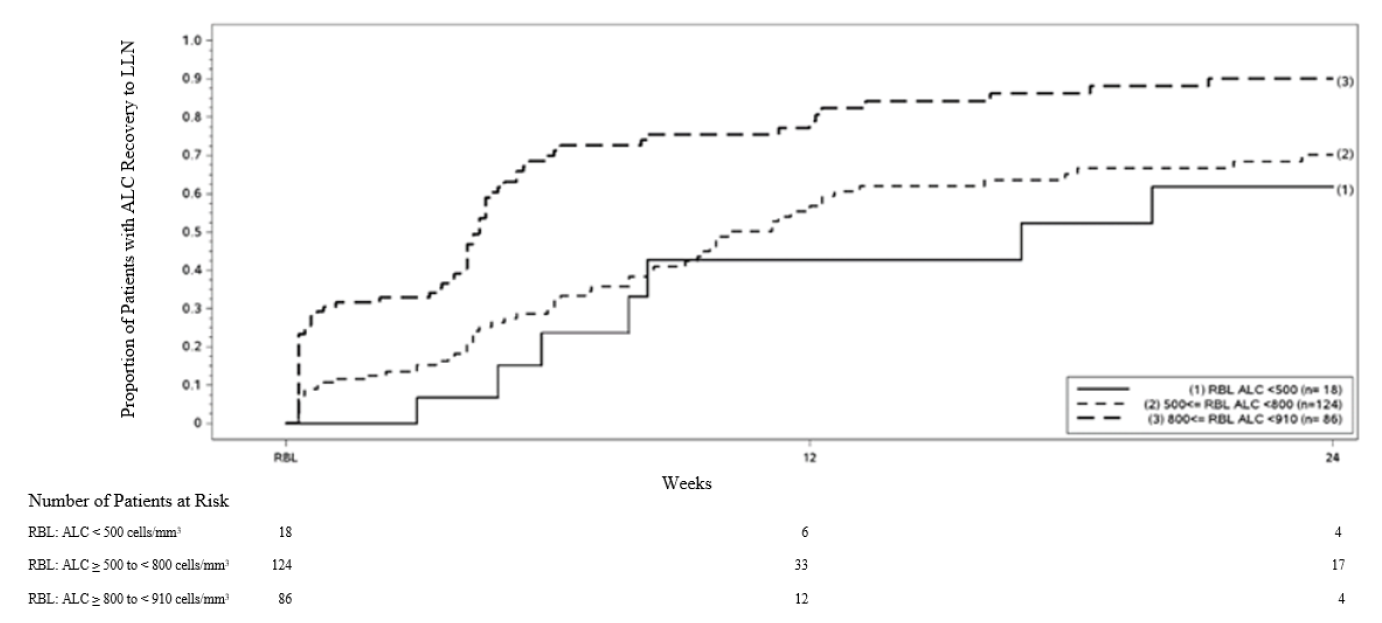 Proportion of Patients with ALC Recovery to LLN
1.0
0.9
0.8
0.7
0.6
0.5
0.4
0.3
0.2
0.1
0
(3)
(2)
(1)
(1) RBL ALC <500 (n= 18)
(2) 500<= RBL ALC <800 (n=124)
(3) 800<= RBL ALC <910 (n= 86)
RBL 12 24
Weeks
Number of Patients at Risk
RBL: ALC < 500 cells/mm³ 18 6 4
RBL: ALC ≥ 500 to < 800 cells/mm³ 124 33 17
RBL: ALC ≥ 800 to < 910 cells/mm³ 86 12 4